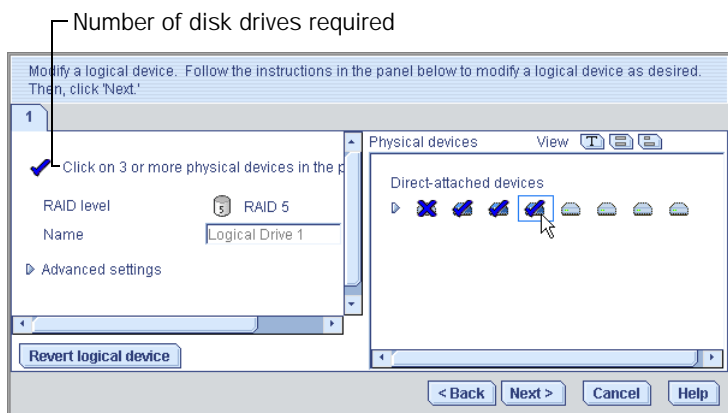 Number of disk drives required
Modify a logical device. Follow the instructions in the panel below to modify a logical device as desired.
Then, click 'Next.'
1
Click on 3 or more physical devices in the p
RAID level
5
RAID 5
Name
Logical Drive 1
Advanced settings
Revert logical device
Physical devices
View
T
Direct-attached devices
< Back
Next >
Cancel
Help